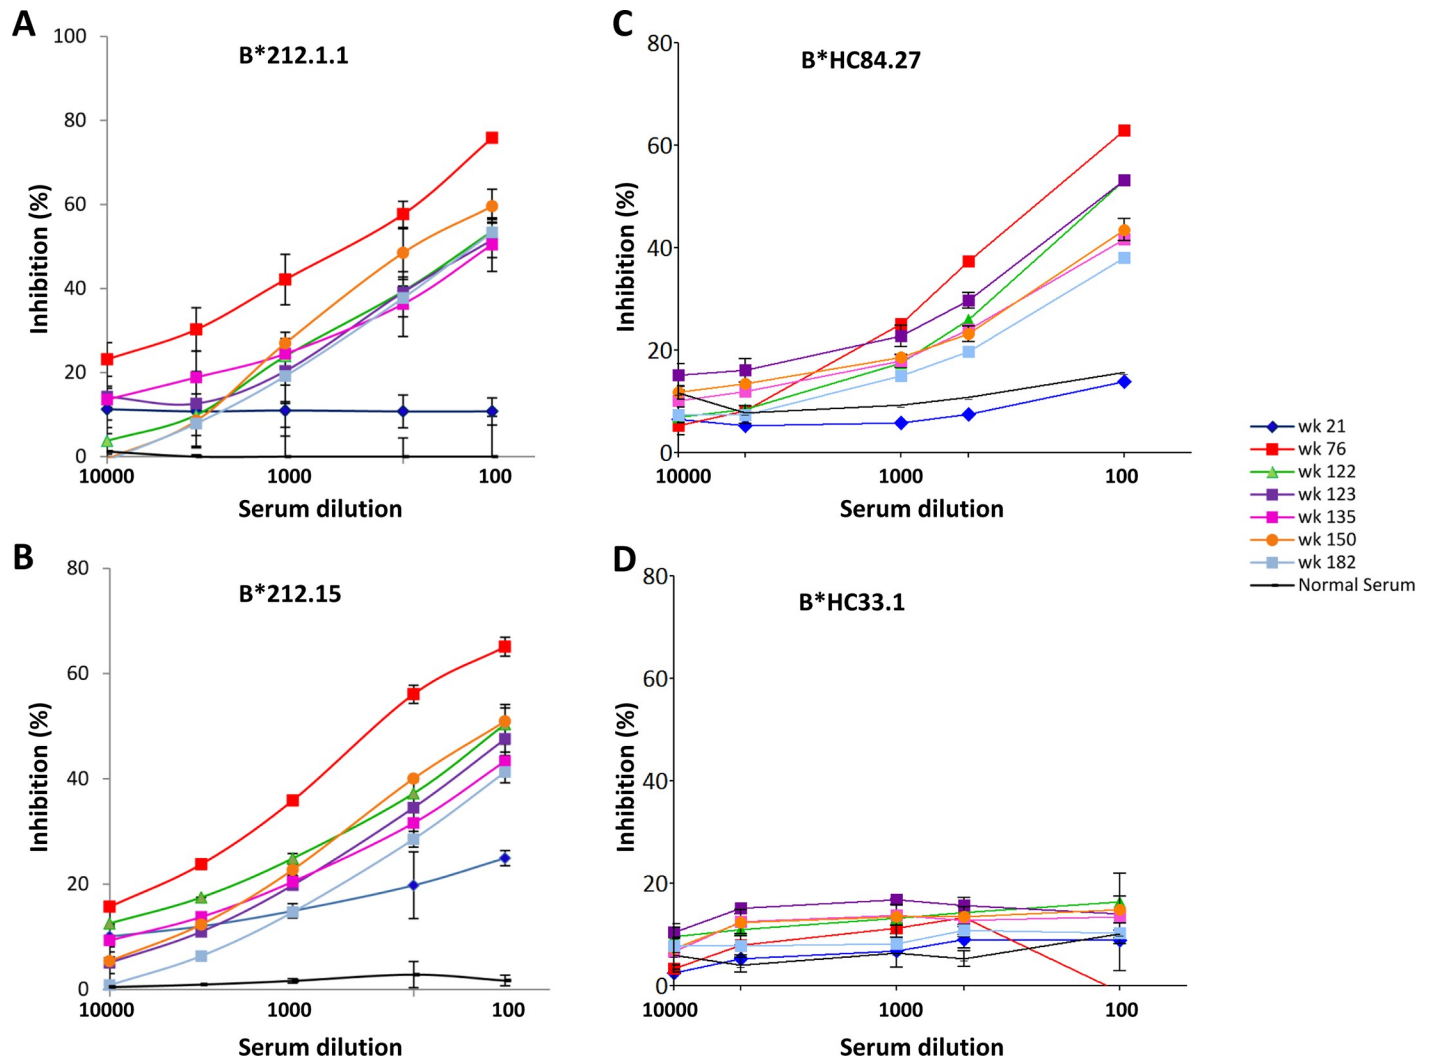 A
B*212.1.1
100
80
60
40
20
0
Inhibition (%)
10000
1000
100
Serum dilution
B
B*212.15
80
60
40
20
0
Inhibition (%)
10000
1000
100
Serum dilution
C
B*HC84.27
80
60
40
20
0
Inhibition (%)
10000
1000
100
Serum dilution
D
B*HC33.1
80
60
40
20
0
Inhibition (%)
10000
1000
100
Serum dilution
wk 21
wk 76
wk 122
wk 123
wk 135
wk 150
wk 182
Normal Serum